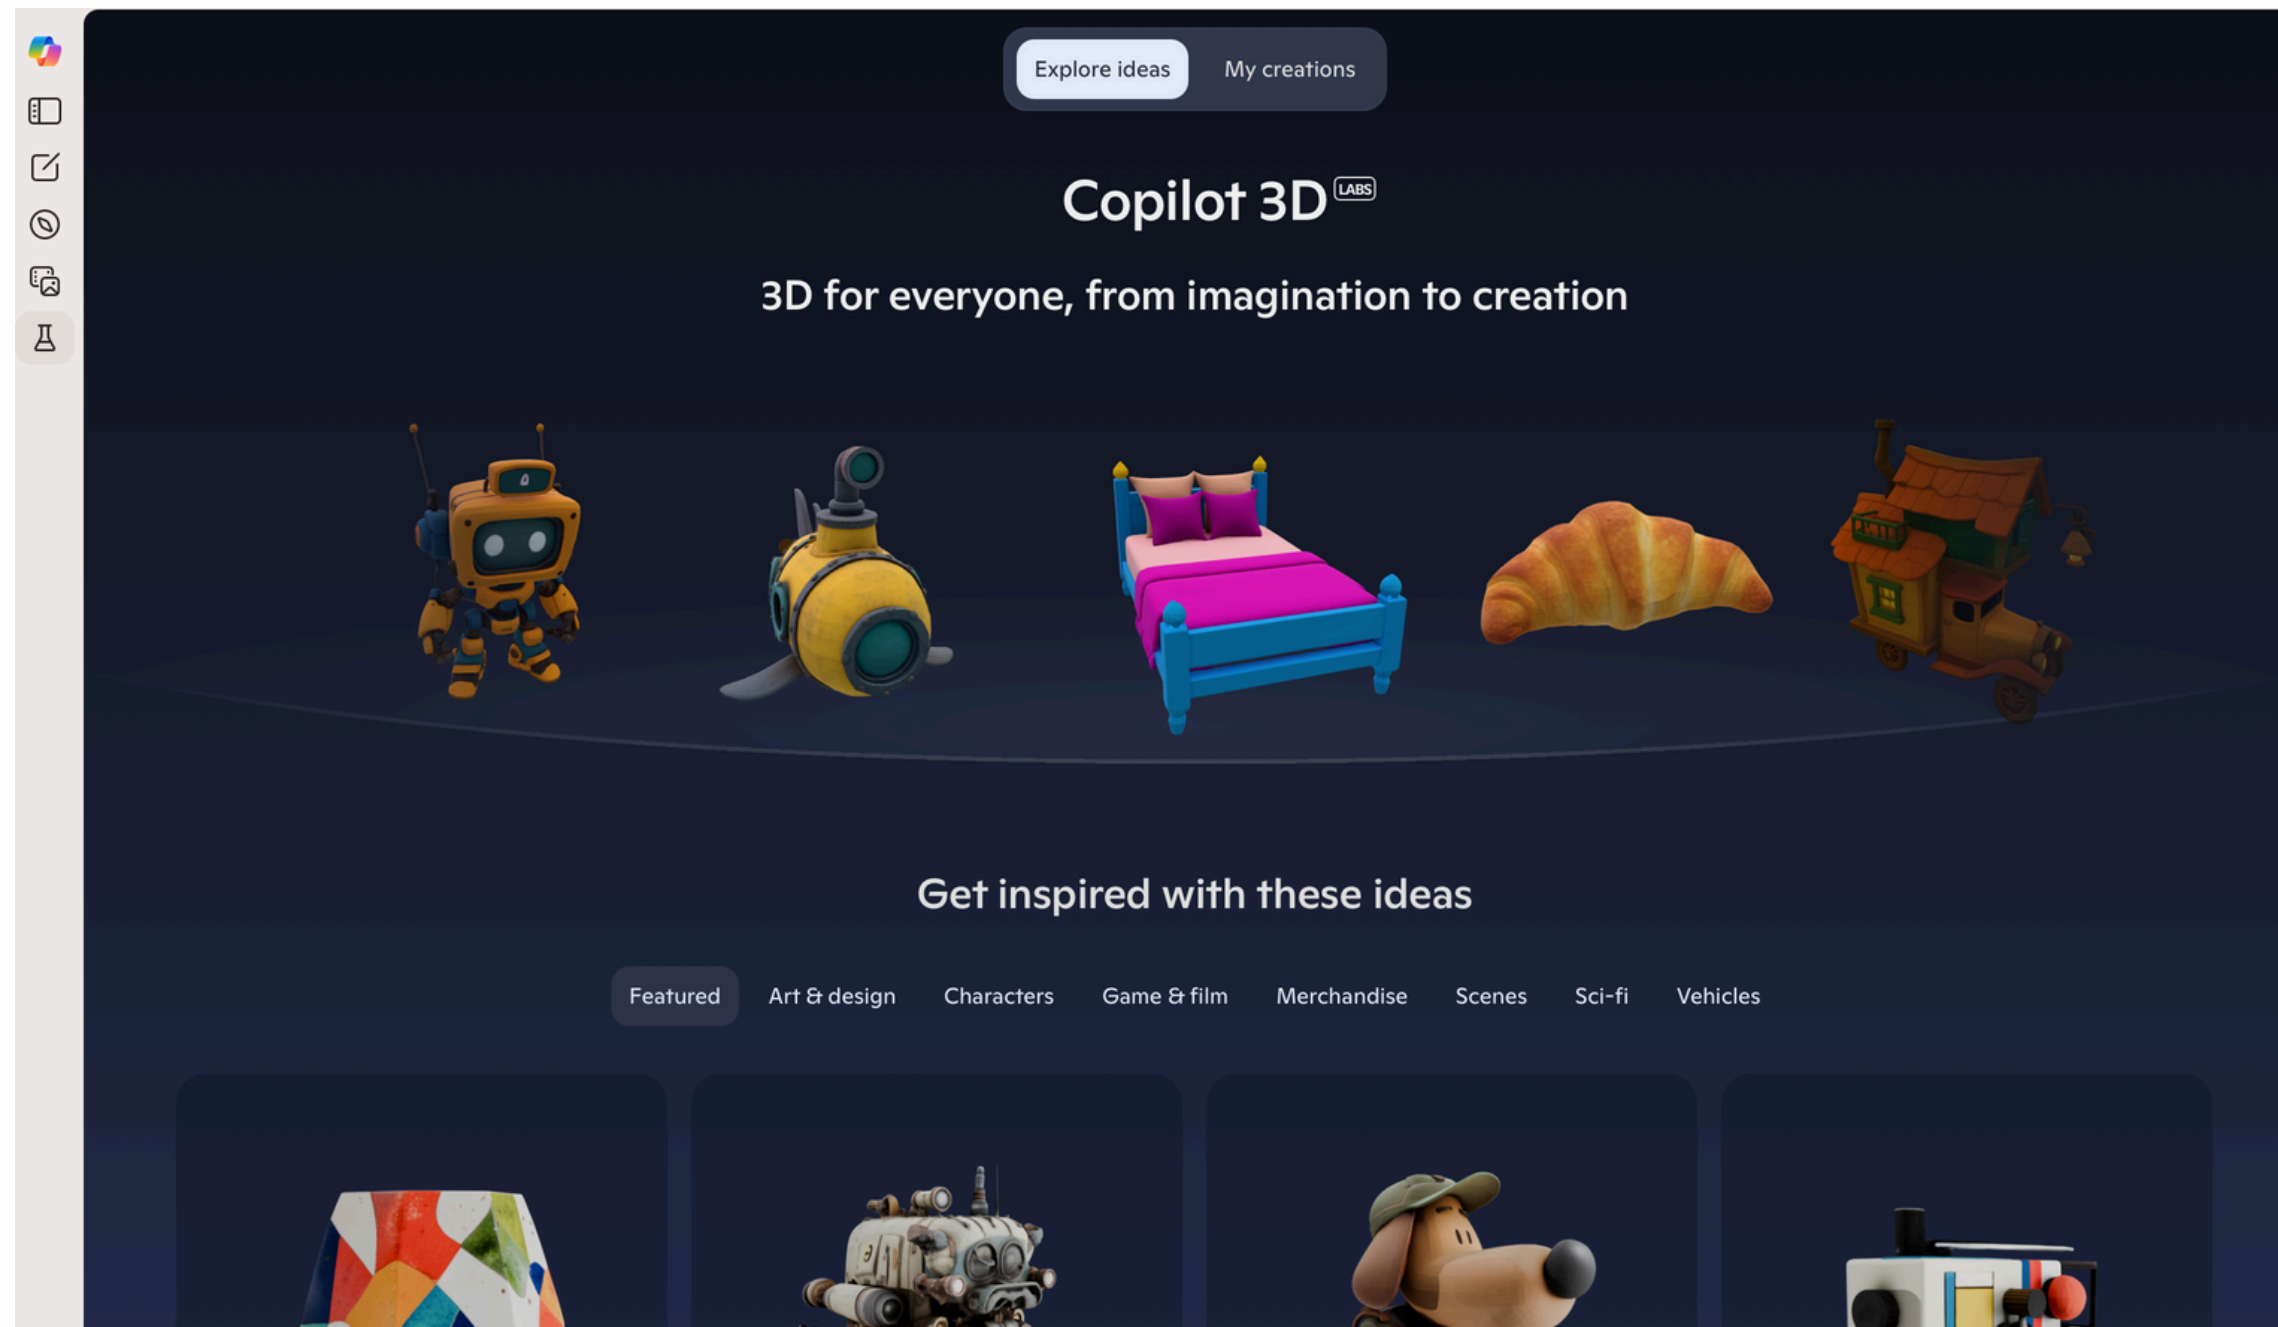 Explore ideas
My creations
Copilot 3D LABS
3D for everyone, from imagination to creation
Get inspired with these ideas
Featured
Art & design
Characters
Game & film
Merchandise
Scenes
Sci-fi
Vehicles